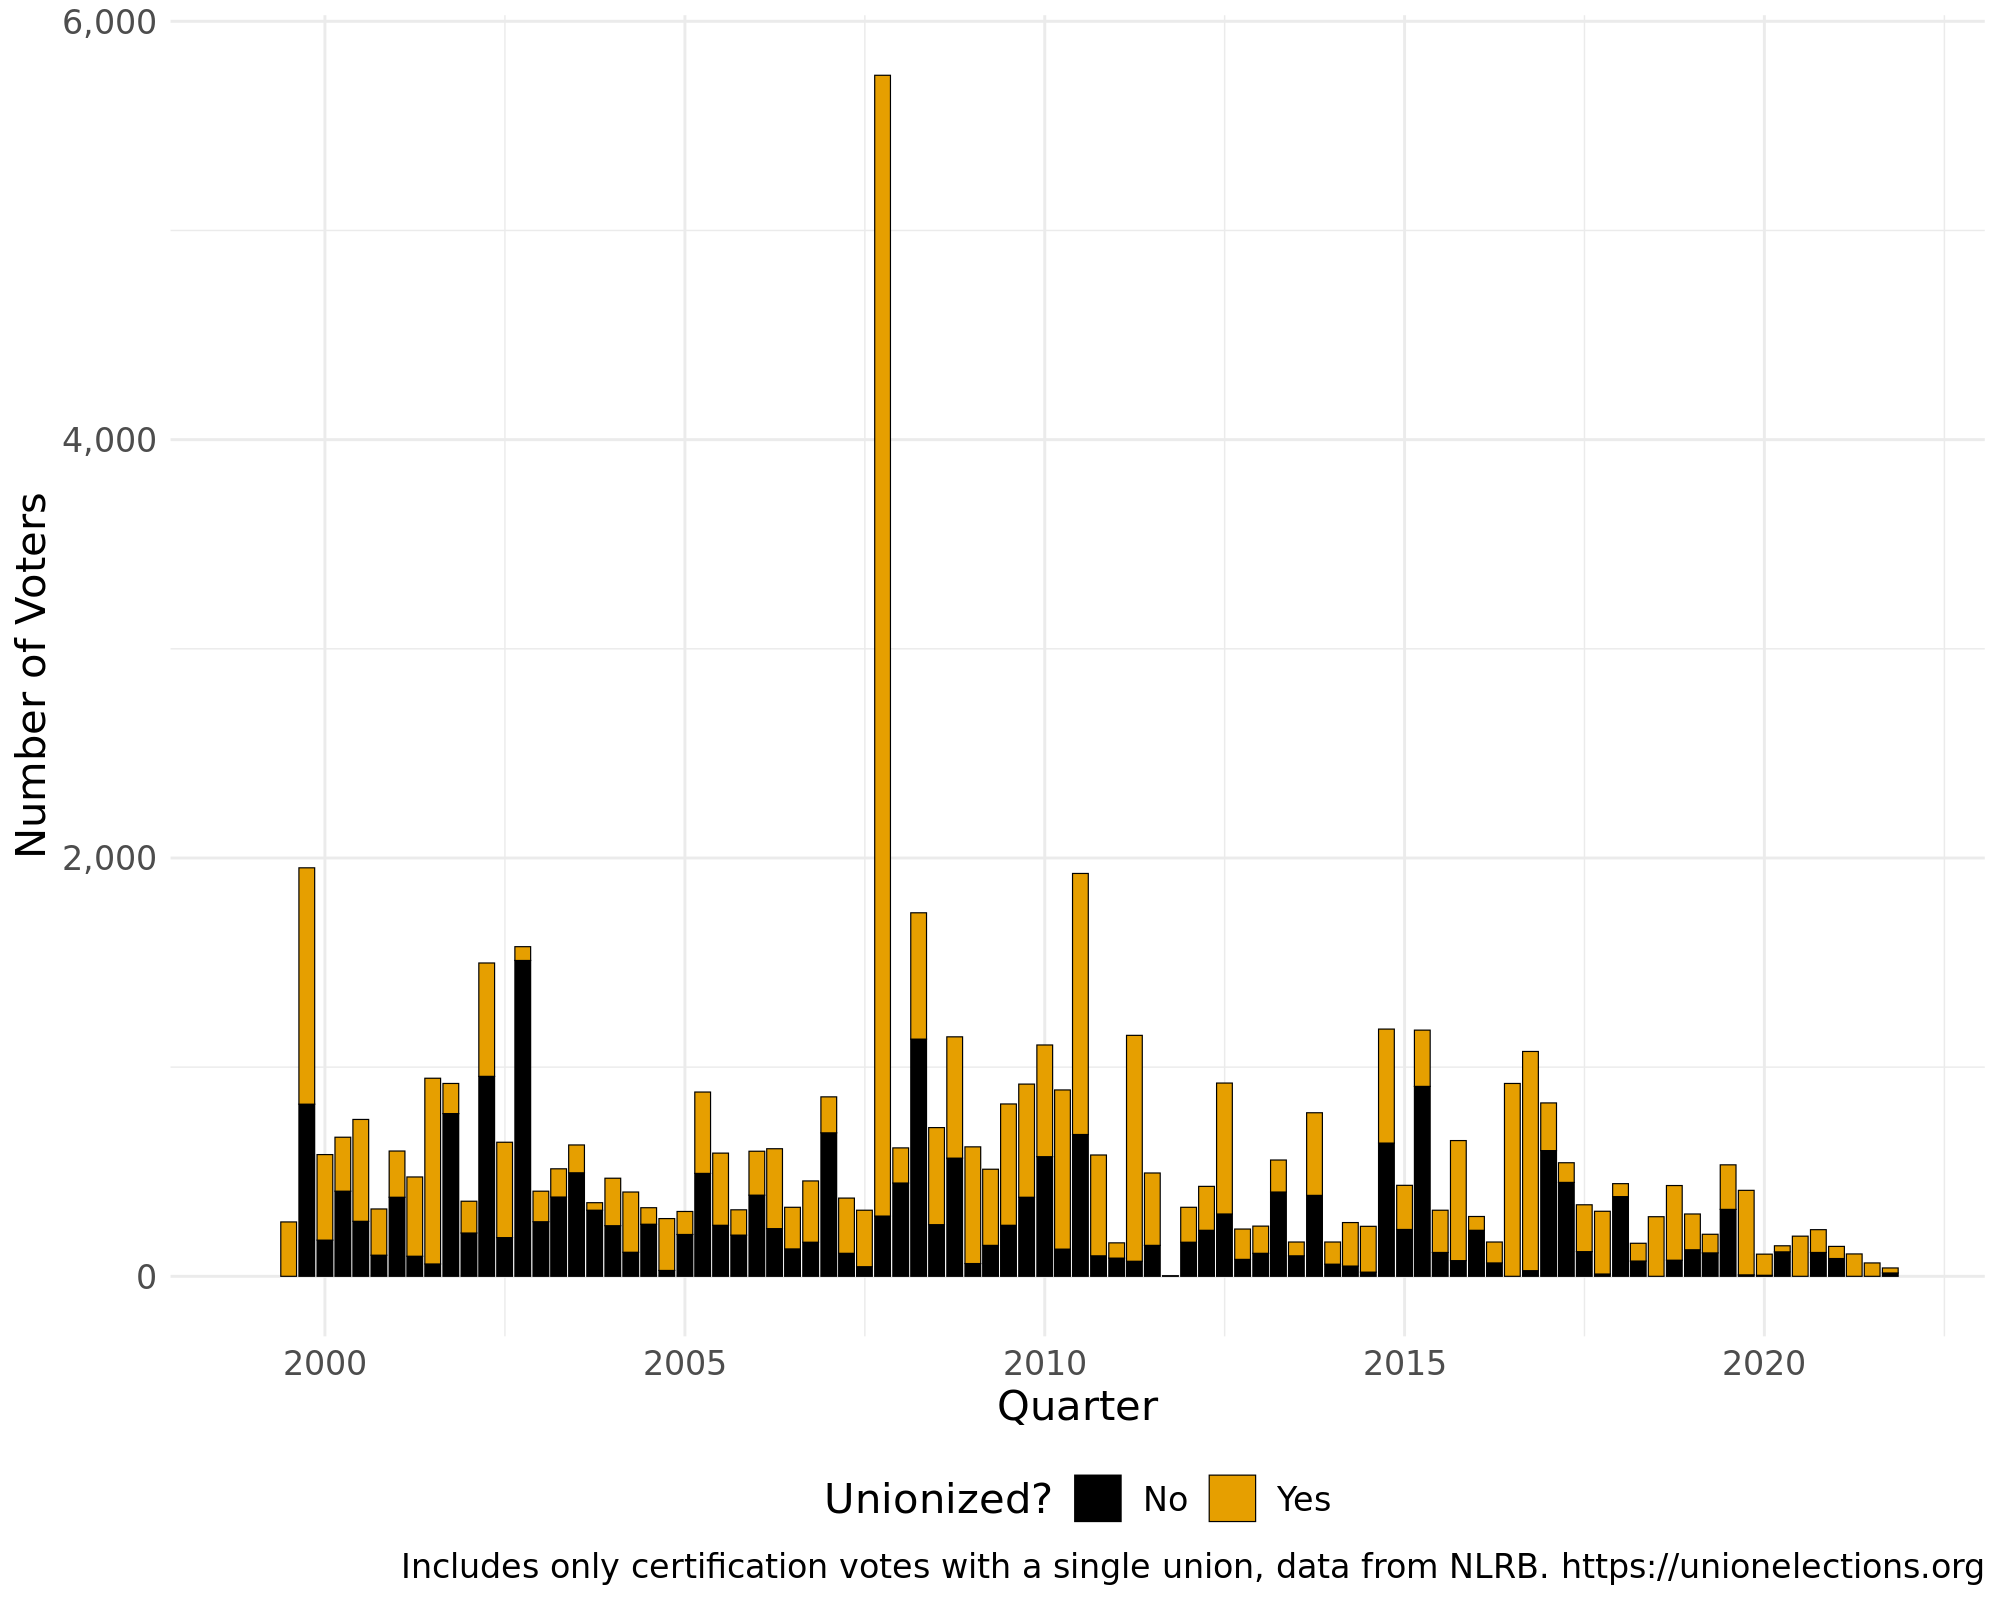 6,000
4,000
2,000
0
Number of Voters
2000 2005 2010 2015 2020
Quarter
Unionized? No Yes
Includes only certification votes with a single union, data from NLRB. https://unionelections.org